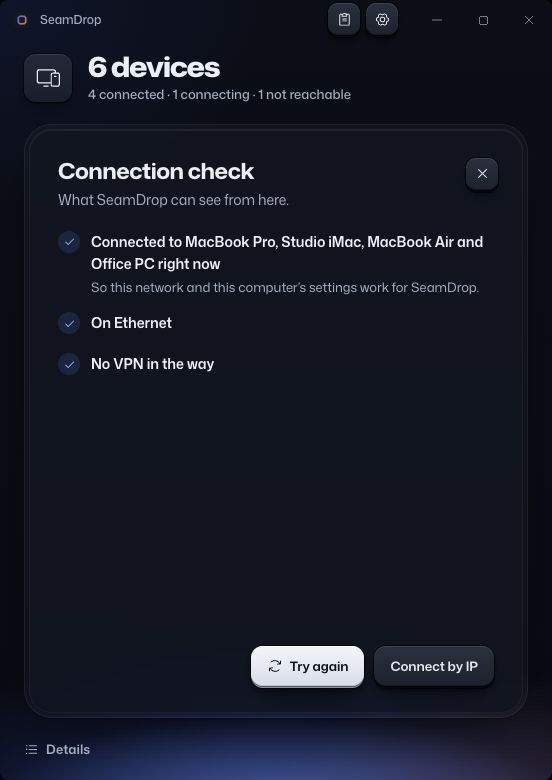 SeamDrop
6 devices
4 connected · 1 connecting · 1 not reachable
Connection check
What SeamDrop can see from here.
Connected to MacBook Pro, Studio iMac, MacBook Air and
Office PC right now
So this network and this computer's settings work for SeamDrop.
On Ethernet
No VPN in the way
Try again
Connect by IP
Details